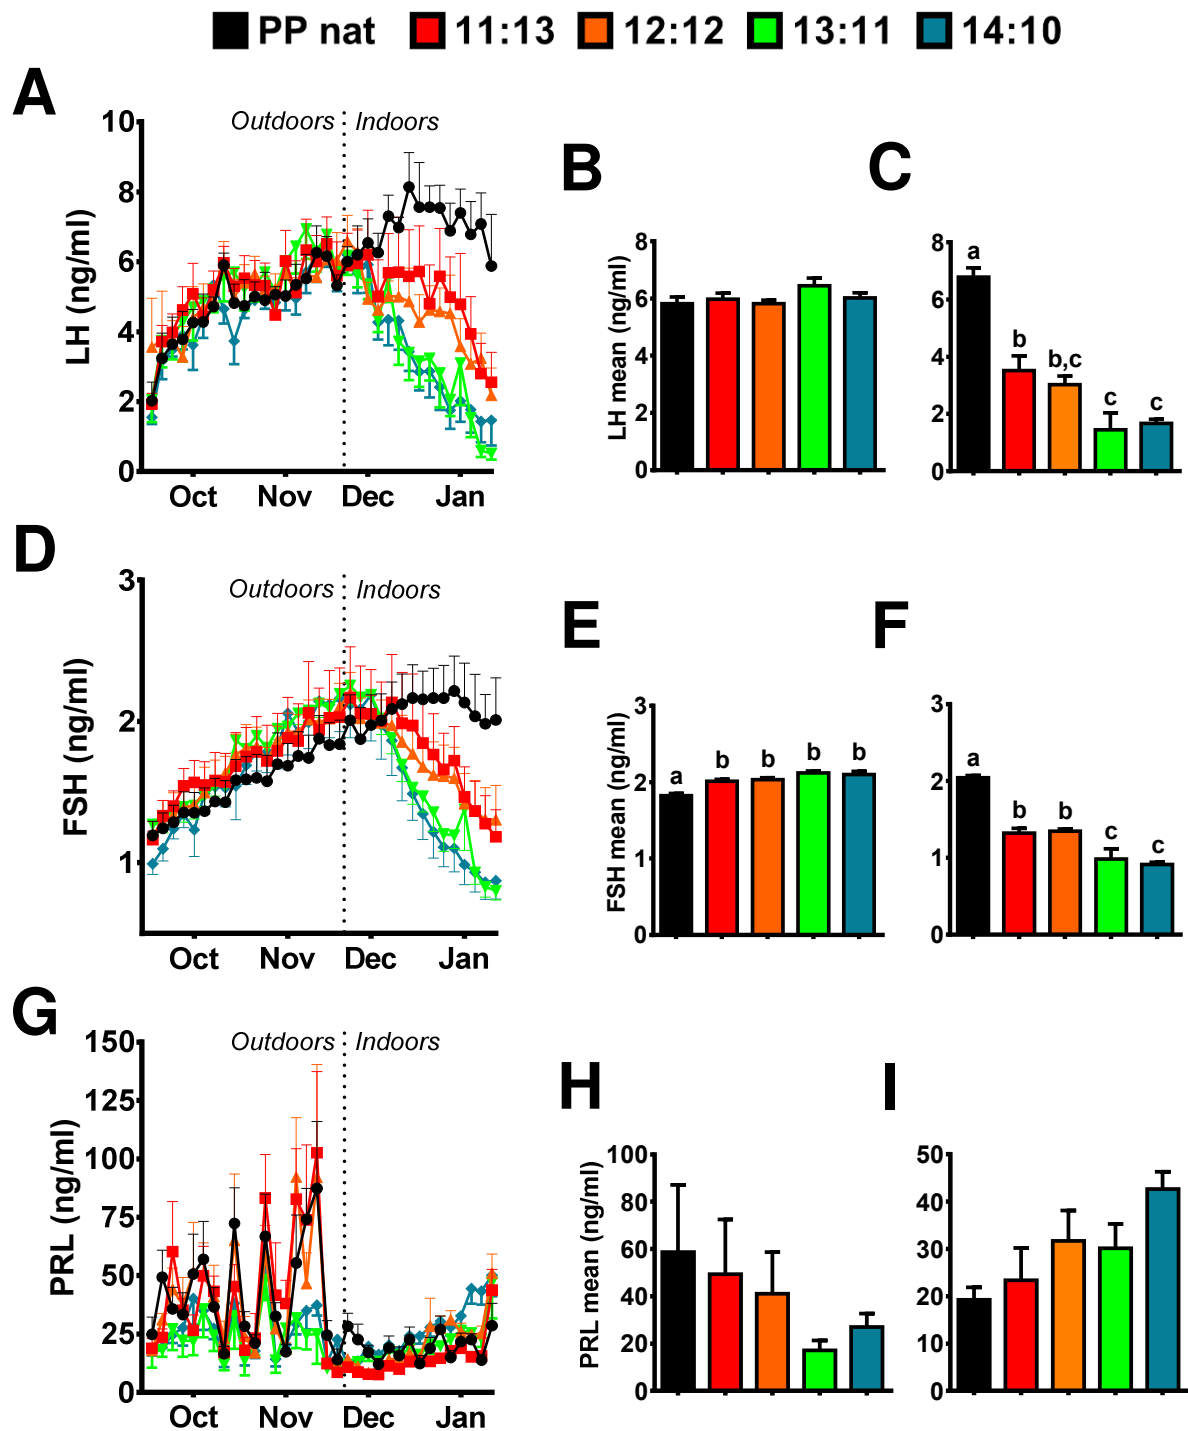 PP nat 11:13 12:12 13:11 14:10
A
10
8
6
4
2
0
LH (ng/ml)
Outdoors Indoors
Oct Nov Dec Jan
B
8
6
4
2
0
LH mean (ng/ml)
C
8
6
4
2
0
a
b
b,c
c
c
D
3
2
1
FSH (ng/ml)
Outdoors Indoors
Oct Nov Dec Jan
E
3
2
1
0
FSH mean (ng/ml)
a b b b b
F
3
2
1
0
a
b b
c
c
G
150
125
100
75
50
25
0
PRL (ng/ml)
Outdoors Indoors
Oct Nov Dec Jan
H
100
80
60
40
20
0
PRL mean (ng/ml)
I
50
40
30
20
10
0